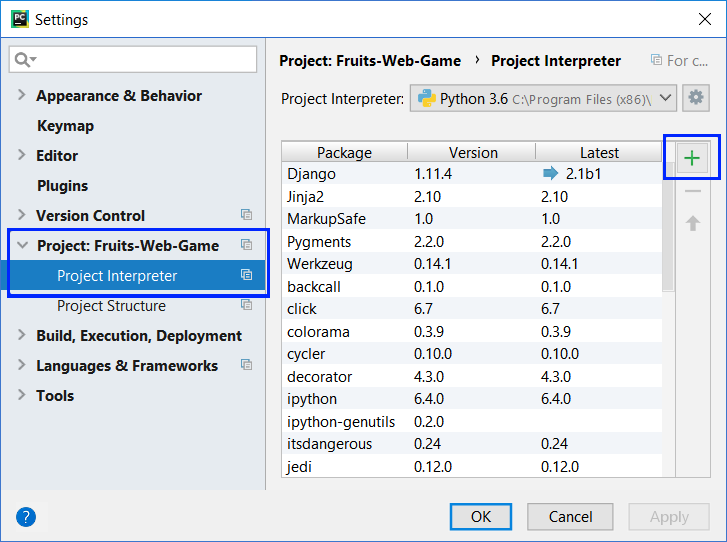 PC Settings
Project: Fruits-Web-Game › Project Interpreter For c...
Project Interpreter: Python 3.6 C:\Program Files (x86)\
Appearance & Behavior
Keymap
Editor
Plugins
Version Control
Project: Fruits-Web-Game
Project Interpreter
Project Structure
Build, Execution, Deployment
Languages & Frameworks
Tools
Package Version Latest
Django 1.11.4 2.1b1
Jinja2 2.10 2.10
MarkupSafe 1.0 1.0
Pygments 2.2.0 2.2.0
Werkzeug 0.14.1 0.14.1
backcall 0.1.0 0.1.0
click 6.7 6.7
colorama 0.3.9 0.3.9
cycler 0.10.0 0.10.0
decorator 4.3.0 4.3.0
ipython 6.4.0 6.4.0
ipython-genutils 0.2.0
itsdangerous 0.24 0.24
jedi 0.12.0 0.12.0
? OK Cancel Apply